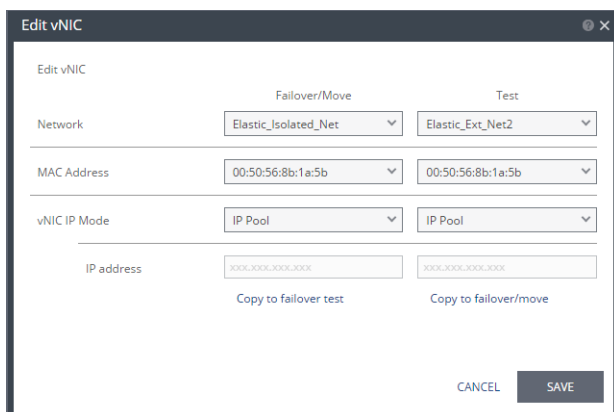 Edit vNIC
Edit vNIC
Failover/Move Test
Network Elastic_Isolated_Net Elastic_Ext_Net2
MAC Address 00:50:56:8b:1a:5b 00:50:56:8b:1a:5b
vNIC IP Mode IP Pool IP Pool
IP address xxx.xxx.xxx.xxx xxx.xxx.xxx.xxx
Copy to failover test Copy to failover/move
CANCEL SAVE